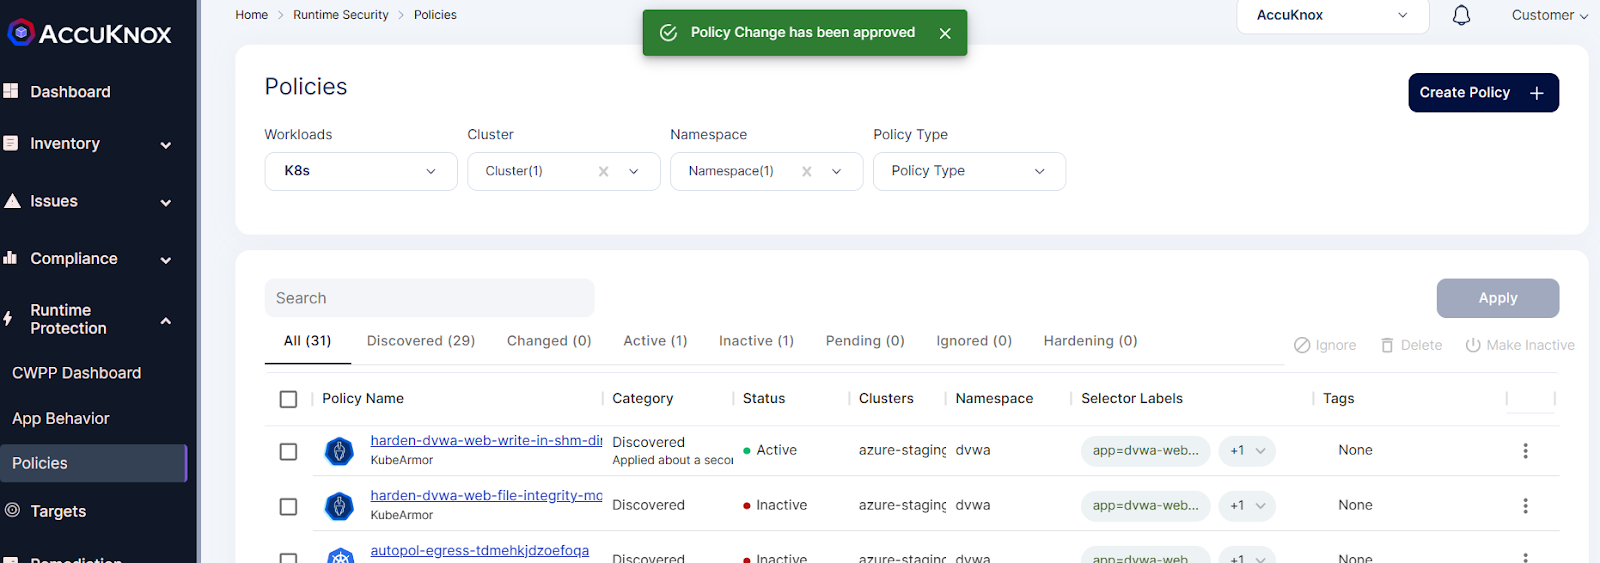 Home > Runtime Security > Policies
AccuKnox
Customer
Policy Change has been approved
ACCUKNOX
Dashboard
Inventory
Issues
Compliance
Runtime
Protection
CWPP Dashboard
App Behavior
Policies
Targets
Remediation
Policies
Create Policy +
Workloads Cluster Namespace Policy Type
K8s Cluster(1) Namespace(1) Policy Type
Search
Apply
All (31) Discovered (29) Changed (0) Active (1) Inactive (1) Pending (0) Ignored (0) Hardening (0)
Ignore Delete Make Inactive
Policy Name Category Status Clusters Namespace Selector Labels Tags
harden-dvwa-web-write-in-shm-dir Discovered Active azure-staging dvwa app=dvwa-web... +1 None
KubeArmor Applied about a secon
harden-dvwa-web-file-integrity-mo Discovered Inactive azure-staging dvwa app=dvwa-web... +1 None
KubeArmor
autopol-egress-tdmehkjdzoefoqa Discovered Inactive azure-staging dvwa app=dvwa-web... +1 None